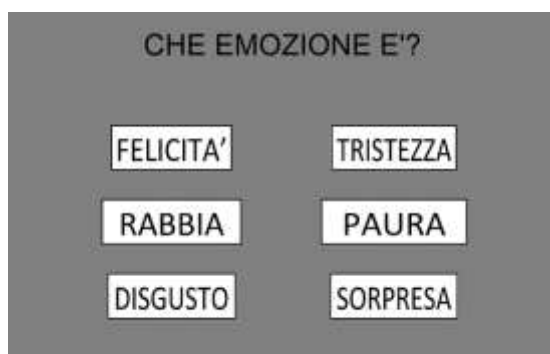 CHE EMOZIONE E'?
FELICITA’ TRISTEZZA
RABBIA PAURA
DISGUSTO SORPRESA